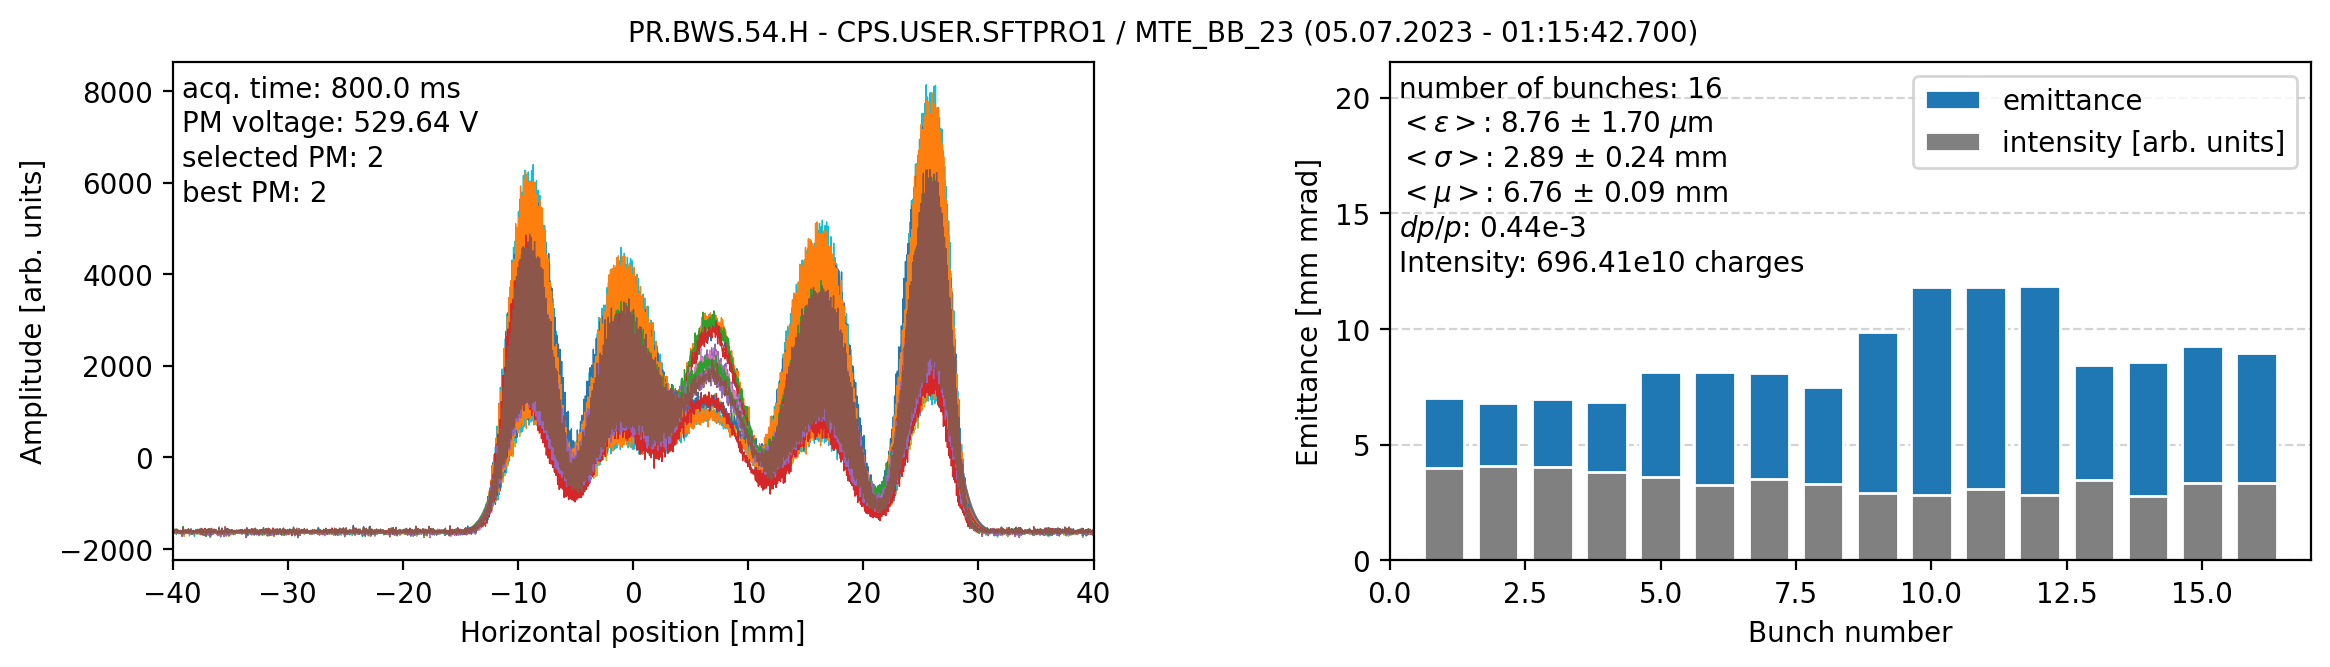 PR.BWS.54.H - CPS.USER.SFTPRO1 / MTE_BB_23 (05.07.2023 - 01:15:42.700)
acq. time: 800.0 ms
PM voltage: 529.64 V
selected PM: 2
best PM: 2
8000
6000
4000
2000
0
−2000
Amplitude [arb. units]
−40 −30 −20 −10 0 10 20 30 40
Horizontal position [mm]
number of bunches: 16
<ε>: 8.76 ± 1.70 μm
<σ>: 2.89 ± 0.24 mm
<μ>: 6.76 ± 0.09 mm
dp/p: 0.44e-3
Intensity: 696.41e10 charges
emittance
intensity [arb. units]
20
15
10
5
0
Emittance [mm mrad]
0.0 2.5 5.0 7.5 10.0 12.5 15.0
Bunch number